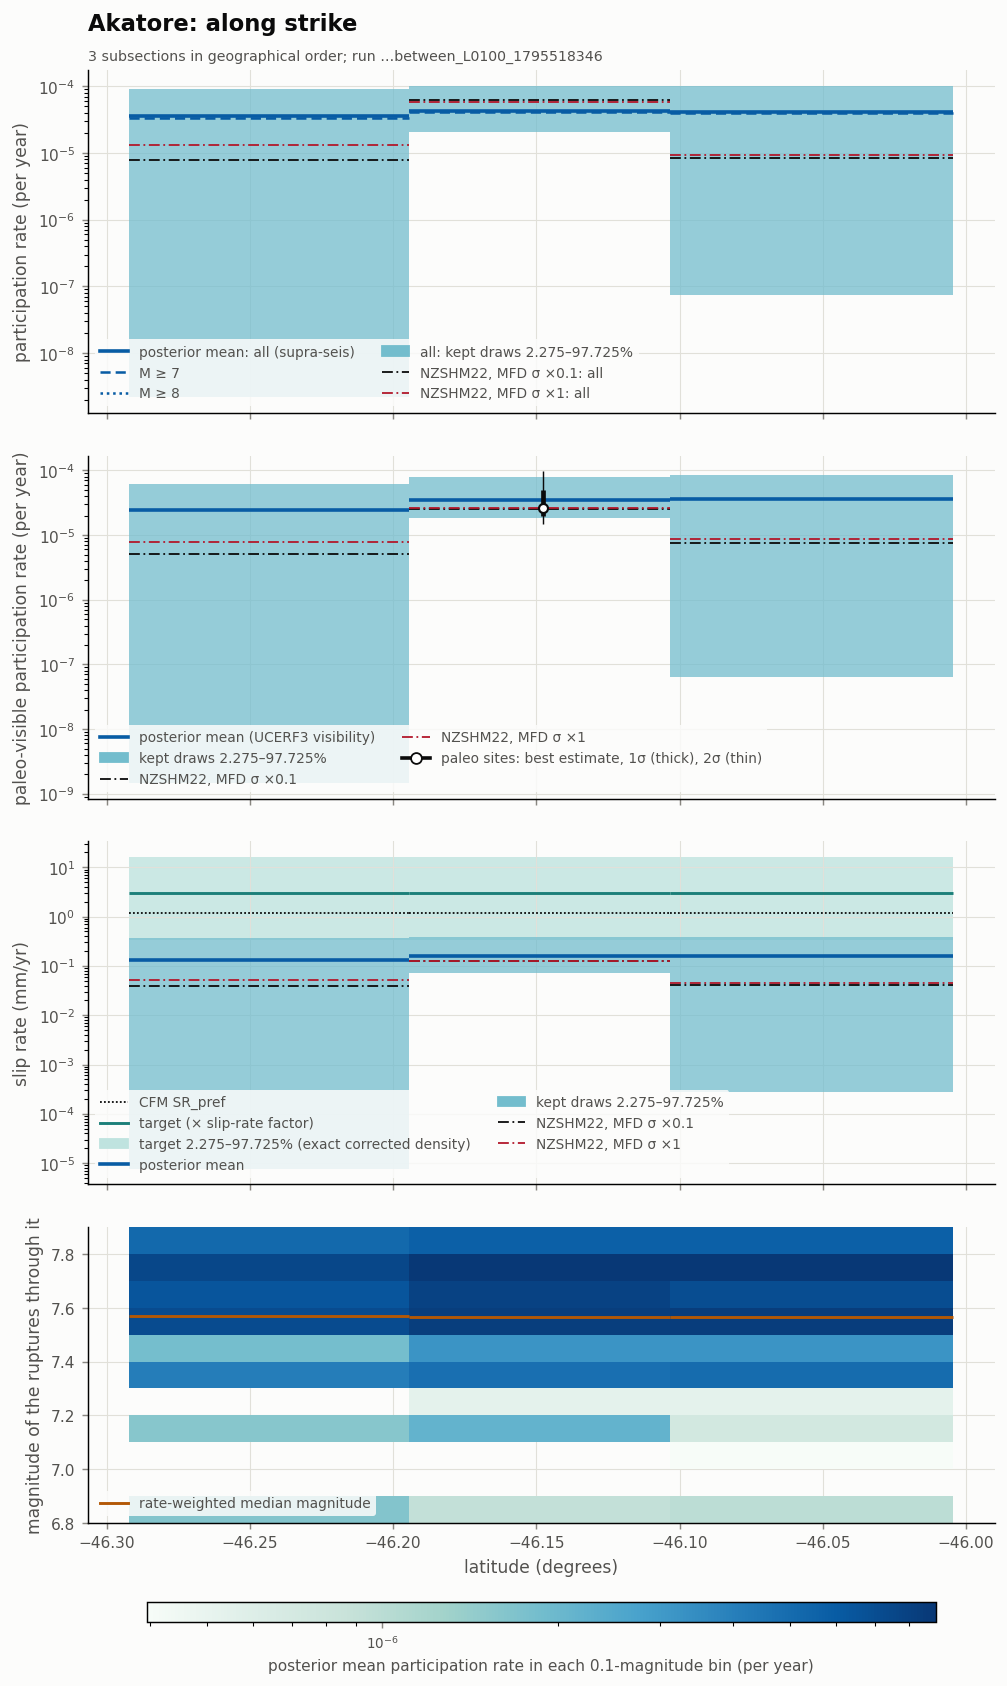 Akatore: along strike
3 subsections in geographical order; run ...between_L0100_1795518346
participation rate (per year)
10⁻⁴
10⁻⁵
10⁻⁶
10⁻⁷
10⁻⁸
posterior mean: all (supra-seis)
M ≥ 7
M ≥ 8
all: kept draws 2.275–97.725%
NZSHM22, MFD σ ×0.1: all
NZSHM22, MFD σ ×1: all
paleo-visible participation rate (per year)
10⁻⁴
10⁻⁵
10⁻⁶
10⁻⁷
10⁻⁸
10⁻⁹
posterior mean (UCERF3 visibility)
kept draws 2.275–97.725%
NZSHM22, MFD σ ×0.1
NZSHM22, MFD σ ×1
paleo sites: best estimate, 1σ (thick), 2σ (thin)
slip rate (mm/yr)
10¹
10⁰
10⁻¹
10⁻²
10⁻³
10⁻⁴
10⁻⁵
CFM SR_pref
target (× slip-rate factor)
target 2.275–97.725% (exact corrected density)
posterior mean
kept draws 2.275–97.725%
NZSHM22, MFD σ ×0.1
NZSHM22, MFD σ ×1
magnitude of the ruptures through it
7.8
7.6
7.4
7.2
7.0
6.8
rate-weighted median magnitude
−46.30
−46.25
−46.20
−46.15
−46.10
−46.05
−46.00
latitude (degrees)
10⁻⁶
posterior mean participation rate in each 0.1-magnitude bin (per year)